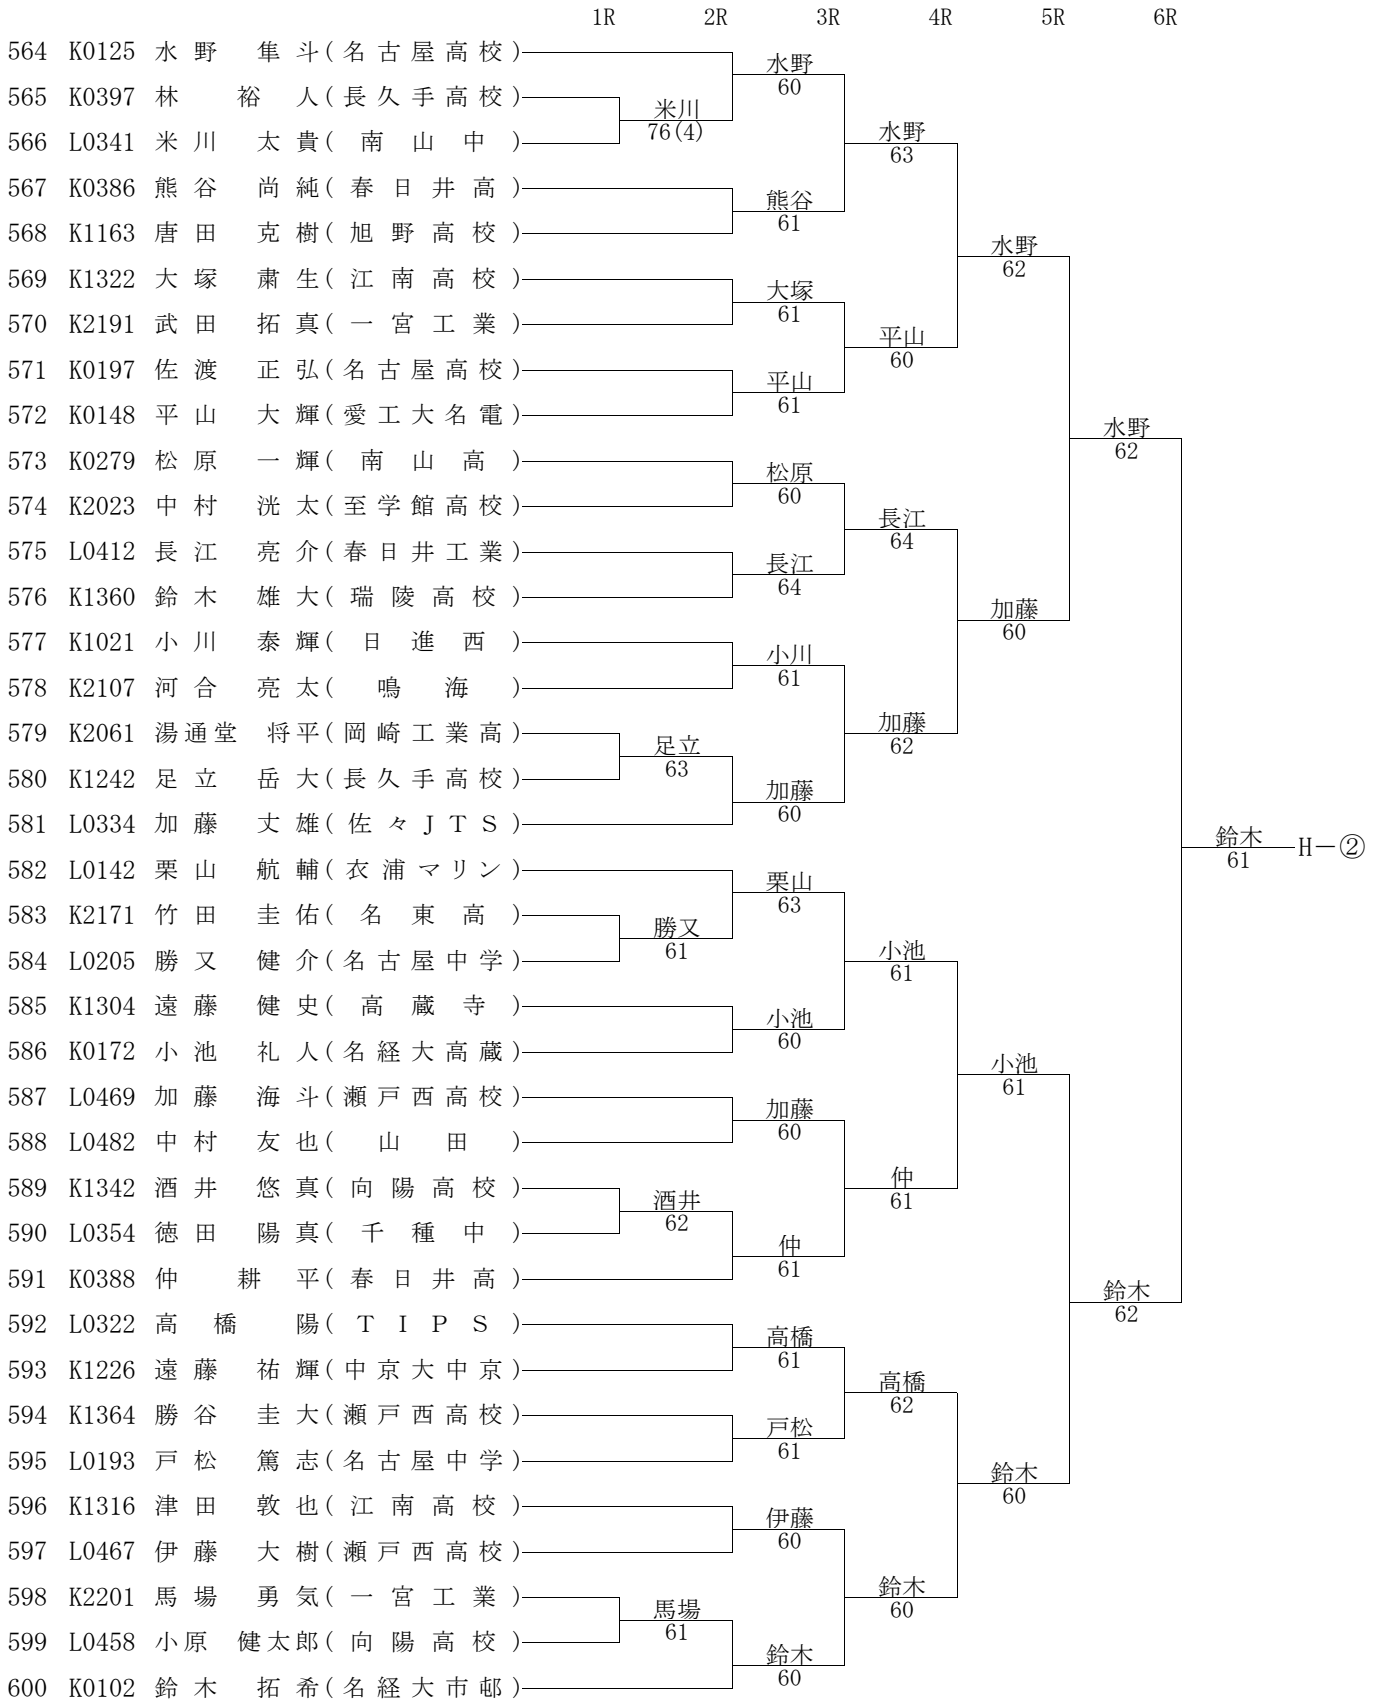 1R 2R 3R 4R 5R 6R
564 K0125 水野 隼斗(名古屋高校)
水野
60
565 K0397 林 裕人(長久手高校)
米川
76(4)
566 L0341 米川 太貴(南山中)
水野
63
567 K0386 熊谷 尚純(春日井高)
熊谷
61
568 K1163 唐田 克樹(旭野高校)
水野
62
569 K1322 大塚 粛生(江南高校)
大塚
61
570 K2191 武田 拓真(一宮工業)
平山
60
571 K0197 佐渡 正弘(名古屋高校)
平山
61
572 K0148 平山 大輝(愛工大名電)
水野
62
573 K0279 松原 一輝(南山高)
松原
60
574 K2023 中村 洸太(至学館高校)
長江
64
575 L0412 長江 亮介(春日井工業)
長江
64
576 K1360 鈴木 雄大(瑞陵高校)
加藤
60
577 K1021 小川 泰輝(日進西)
小川
61
578 K2107 河合 亮太(鳴海)
加藤
62
579 K2061 湯通堂 将平(岡崎工業高)
足立
63
580 K1242 足立 岳大(長久手高校)
加藤
60
581 L0334 加藤 丈雄(佐々JTS)
鈴木
61
H-②
582 L0142 栗山 航輔(衣浦マリン)
栗山
63
583 K2171 竹田 圭佑(名東高)
勝又
61
584 L0205 勝又 健介(名古屋中学)
小池
61
585 K1304 遠藤 健史(高蔵寺)
小池
60
586 K0172 小池 礼人(名経大高蔵)
小池
61
587 L0469 加藤 海斗(瀬戸西高校)
加藤
60
588 L0482 中村 友也(山田)
仲
61
589 K1342 酒井 悠真(向陽高校)
酒井
62
590 L0354 徳田 陽真(千種中)
仲
61
591 K0388 仲 耕平(春日井高)
鈴木
62
592 L0322 高橋 陽(TIPS)
高橋
61
593 K1226 遠藤 祐輝(中京大中京)
高橋
62
594 K1364 勝谷 圭大(瀬戸西高校)
戸松
61
595 L0193 戸松 篤志(名古屋中学)
鈴木
60
596 K1316 津田 敦也(江南高校)
伊藤
60
597 L0467 伊藤 大樹(瀬戸西高校)
鈴木
60
598 K2201 馬場 勇気(一宮工業)
馬場
61
599 L0458 小原 健太郎(向陽高校)
鈴木
60
600 K0102 鈴木 拓希(名経大市邨)